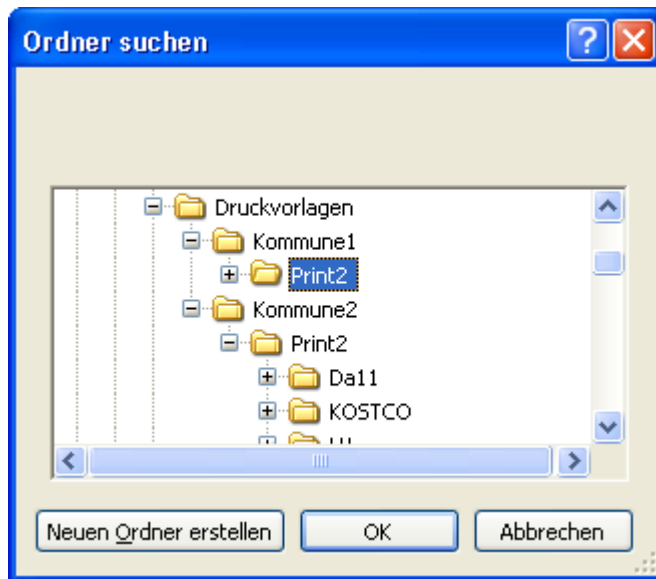 Ordner suchen
Druckvorlagen
Kommune1
Print2
Kommune2
Print2
Da11
KOSTCO
Neuen Ordner erstellen
OK
Abbrechen